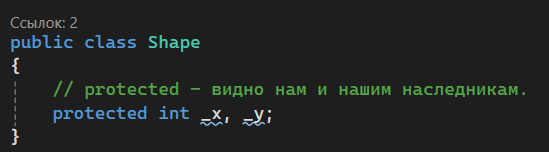 Ссылок: 2
public class Shape
{
// protected - видно нам и нашим наследникам.
protected int _x, _y;
}